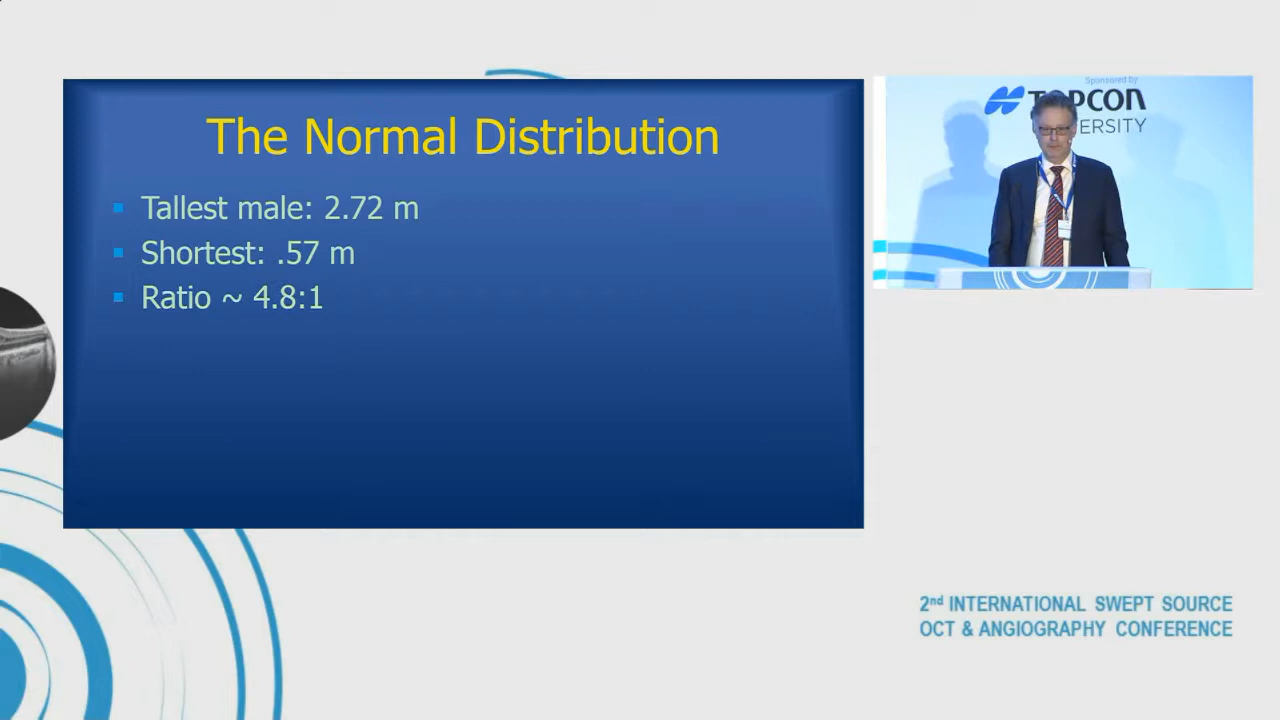 The Normal Distribution
Tallest male: 2.72 m
Shortest: .57 m
Ratio ~ 4.8:1
Sponsored by
TOPCON
ERSITY
2nd INTERNATIONAL SWEPT SOURCE
OCT & ANGIOGRAPHY CONFERENCE